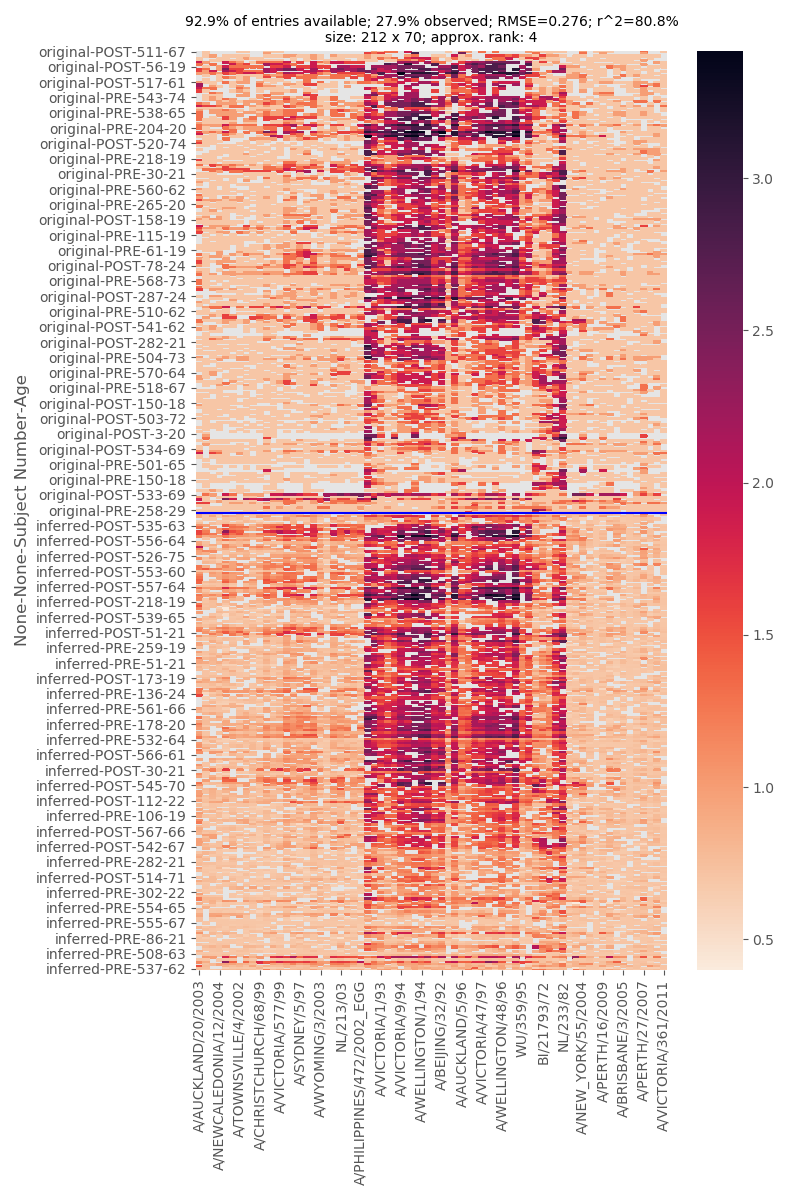 92.9% of entries available; 27.9% observed; RMSE=0.276; r^2=80.8%
size: 212 x 70; approx. rank: 4
None-None-Subject Number-Age
original-POST-511-67
original-POST-56-19
original-POST-517-61
original-PRE-543-74
original-PRE-538-65
original-PRE-204-20
original-POST-520-74
original-PRE-218-19
original-PRE-30-21
original-PRE-560-62
original-PRE-265-20
original-POST-158-19
original-PRE-115-19
original-PRE-61-19
original-POST-78-24
original-PRE-568-73
original-POST-287-24
original-PRE-510-62
original-POST-541-62
original-POST-282-21
original-PRE-504-73
original-PRE-570-64
original-PRE-518-67
original-POST-150-18
original-POST-503-72
original-POST-3-20
original-POST-534-69
original-PRE-501-65
original-PRE-150-18
original-POST-533-69
original-PRE-258-29
inferred-POST-535-63
inferred-POST-556-64
inferred-POST-526-75
inferred-POST-553-60
inferred-POST-557-64
inferred-POST-218-19
inferred-POST-539-65
inferred-POST-51-21
inferred-PRE-259-19
inferred-PRE-51-21
inferred-POST-173-19
inferred-PRE-136-24
inferred-PRE-561-66
inferred-PRE-178-20
inferred-PRE-532-64
inferred-POST-566-61
inferred-POST-30-21
inferred-POST-545-70
inferred-POST-112-22
inferred-PRE-106-19
inferred-POST-567-66
inferred-POST-542-67
inferred-PRE-282-21
inferred-POST-514-71
inferred-PRE-302-22
inferred-PRE-554-65
inferred-PRE-555-67
inferred-PRE-86-21
inferred-PRE-508-63
inferred-PRE-537-62
A/AUCKLAND/20/2003
A/NEWCALEDONIA/12/2004
A/TOWNSVILLE/4/2002
A/CHRISTCHURCH/68/99
A/VICTORIA/577/99
A/SYDNEY/5/97
A/WYOMING/3/2003
NL/213/03
A/PHILIPPINES/472/2002_EGG
A/VICTORIA/1/93
A/VICTORIA/9/94
A/WELLINGTON/1/94
A/BEIJING/32/92
A/AUCKLAND/5/96
A/VICTORIA/47/97
A/WELLINGTON/48/96
WU/359/95
BI/21793/72
NL/233/82
A/NEW_YORK/55/2004
A/PERTH/16/2009
A/BRISBANE/3/2005
A/PERTH/27/2007
A/VICTORIA/361/2011
3.0
2.5
2.0
1.5
1.0
0.5